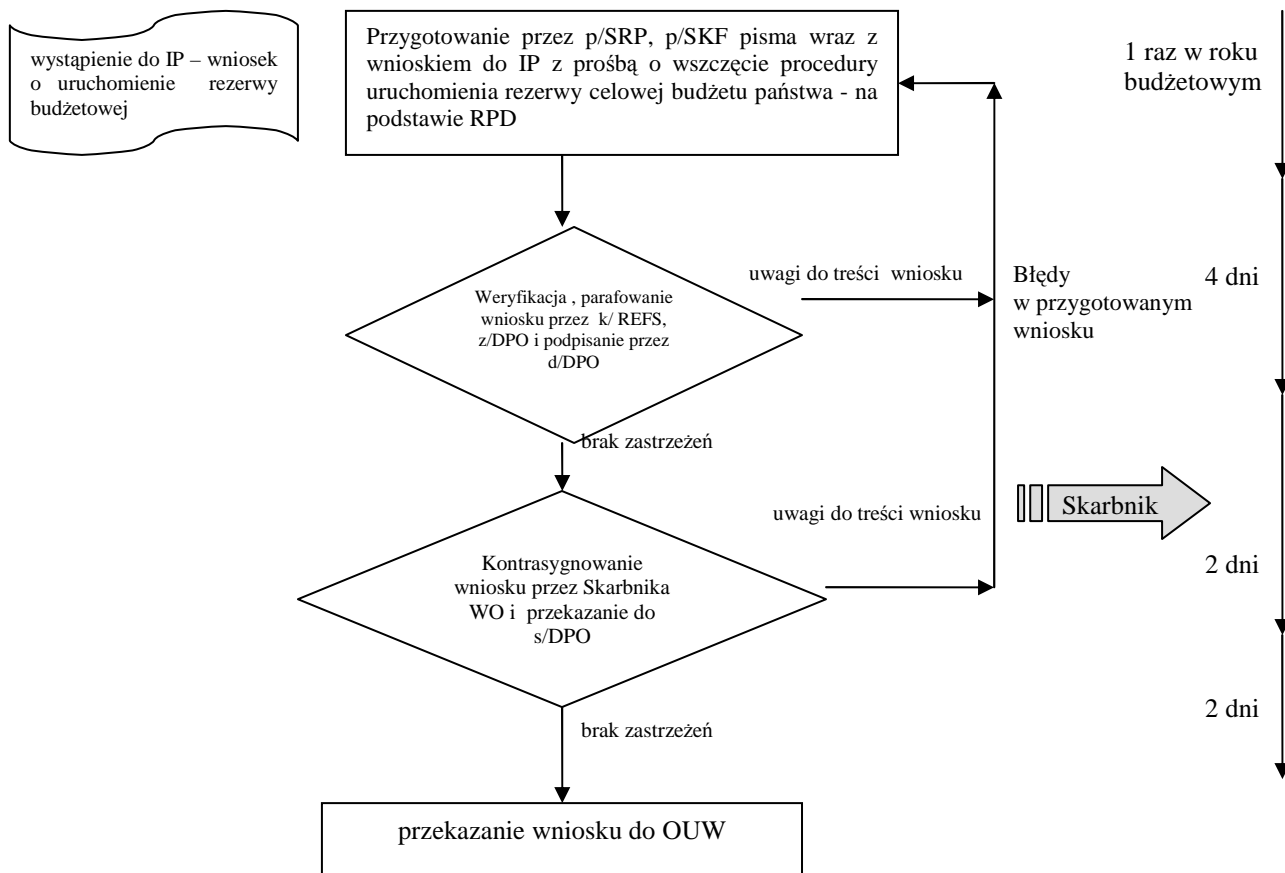 wystąpienie do IP – wniosek
o uruchomienie rezerwy
budżetowej
Przygotowanie przez p/SRP, p/SKF pisma wraz z
wnioskiem do IP z prośbą o wszczęcie procedury
uruchomienia rezerwy celowej budżetu państwa - na
podstawie RPD
1 raz w roku
budżetowym
Weryfikacja , parafowanie
wniosku przez k/ REFS,
z/DPO i podpisanie przez
d/DPO
uwagi do treści wniosku
Błędy
w przygotowanym
wniosku
4 dni
brak zastrzeżeń
uwagi do treści wniosku
Skarbnik
Kontrasygnowanie
wniosku przez Skarbnika
WO i przekazanie do
s/DPO
2 dni
2 dni
brak zastrzeżeń
przekazanie wniosku do OUW